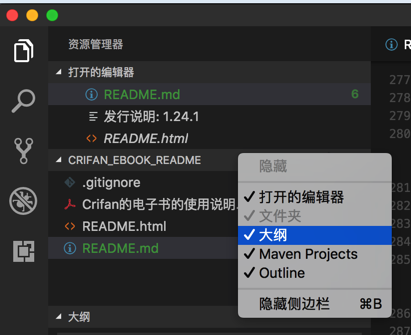 资源管理器
打开的编辑器
README.md 6
发行说明: 1.24.1
README.html
CRIFAN_EBOOK_README
.gitignore
Crifan的电子书的使用说明
README.html
README.md
大纲
隐藏
打开的编辑器
文件夹
大纲
Maven Projects
Outline
隐藏侧边栏 ⌘B
R
277
278
279
280
281
282
283
284
285
286
287